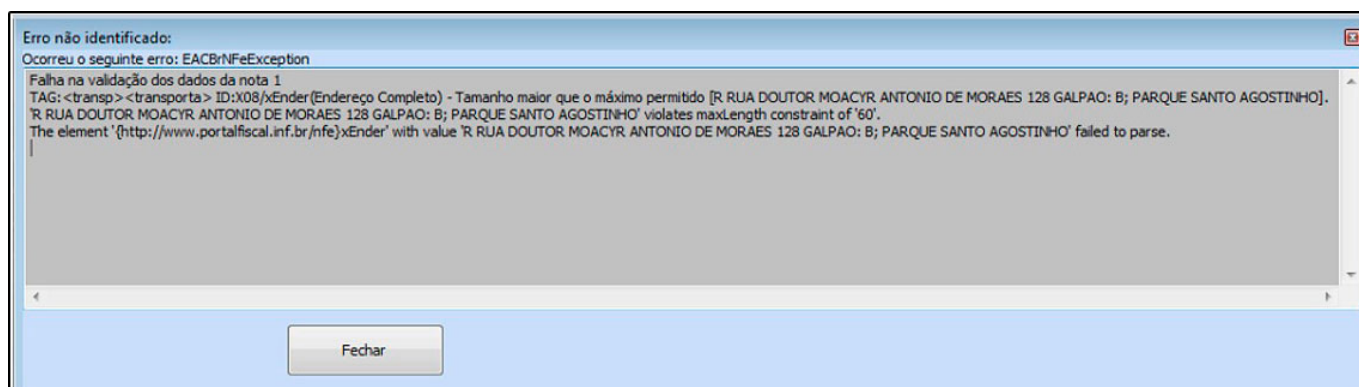 Erro não identificado:
Ocorreu o seguinte erro: EACBrNFeException
Falha na validação dos dados da nota 1
TAG:<transp><transporta> ID:X08/xEnder(Endereço Completo) - Tamanho maior que o máximo permitido [R RUA DOUTOR MOACYR ANTONIO DE MORAES 128 GALPAO: B; PARQUE SANTO AGOSTINHO].
'R RUA DOUTOR MOACYR ANTONIO DE MORAES 128 GALPAO: B; PARQUE SANTO AGOSTINHO' violates maxLength constraint of '60'.
The element '{http://www.portalfiscal.inf.br/nfe}xEnder' with value 'R RUA DOUTOR MOACYR ANTONIO DE MORAES 128 GALPAO: B; PARQUE SANTO AGOSTINHO' failed to parse.
Fechar